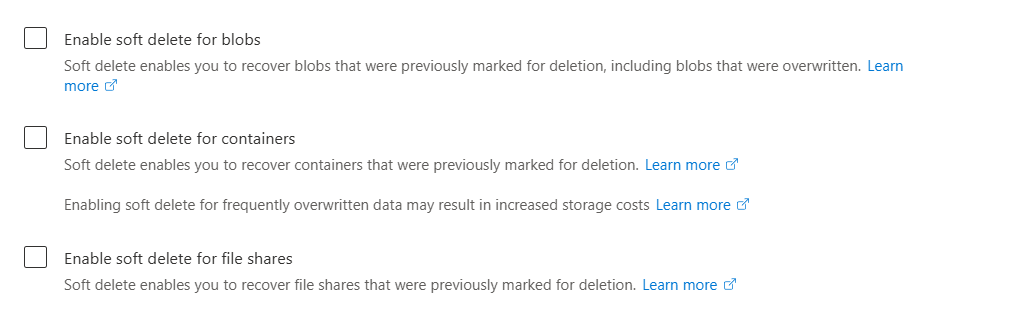 Enable soft delete for blobs
Soft delete enables you to recover blobs that were previously marked for deletion, including blobs that were overwritten. Learn
more
Enable soft delete for containers
Soft delete enables you to recover containers that were previously marked for deletion. Learn more
Enabling soft delete for frequently overwritten data may result in increased storage costs Learn more
Enable soft delete for file shares
Soft delete enables you to recover file shares that were previously marked for deletion. Learn more